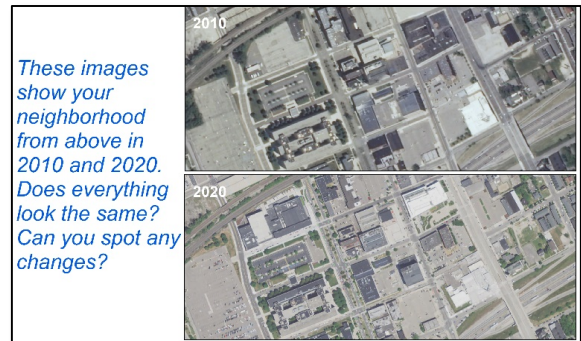 These images
show your
neighborhood
from above in
2010 and 2020.
Does everything
look the same?
Can you spot any
changes?
2010
2020